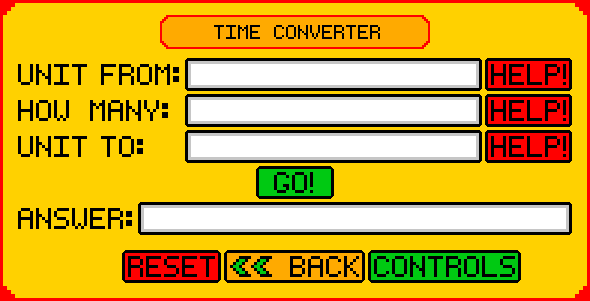 TIME CONVERTER
UNIT FROM: HELP!
HOW MANY: HELP!
UNIT TO: HELP!
GO!
ANSWER:
RESET << BACK CONTROLS